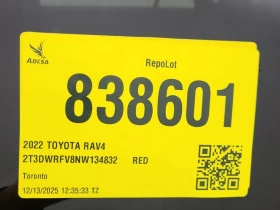 ADESA
RepoLot
838601
2022 TOYOTA RAV4
2T3DWRFV8NW134832 RED
Toronto
12/13/2025 12:35:33 TZ